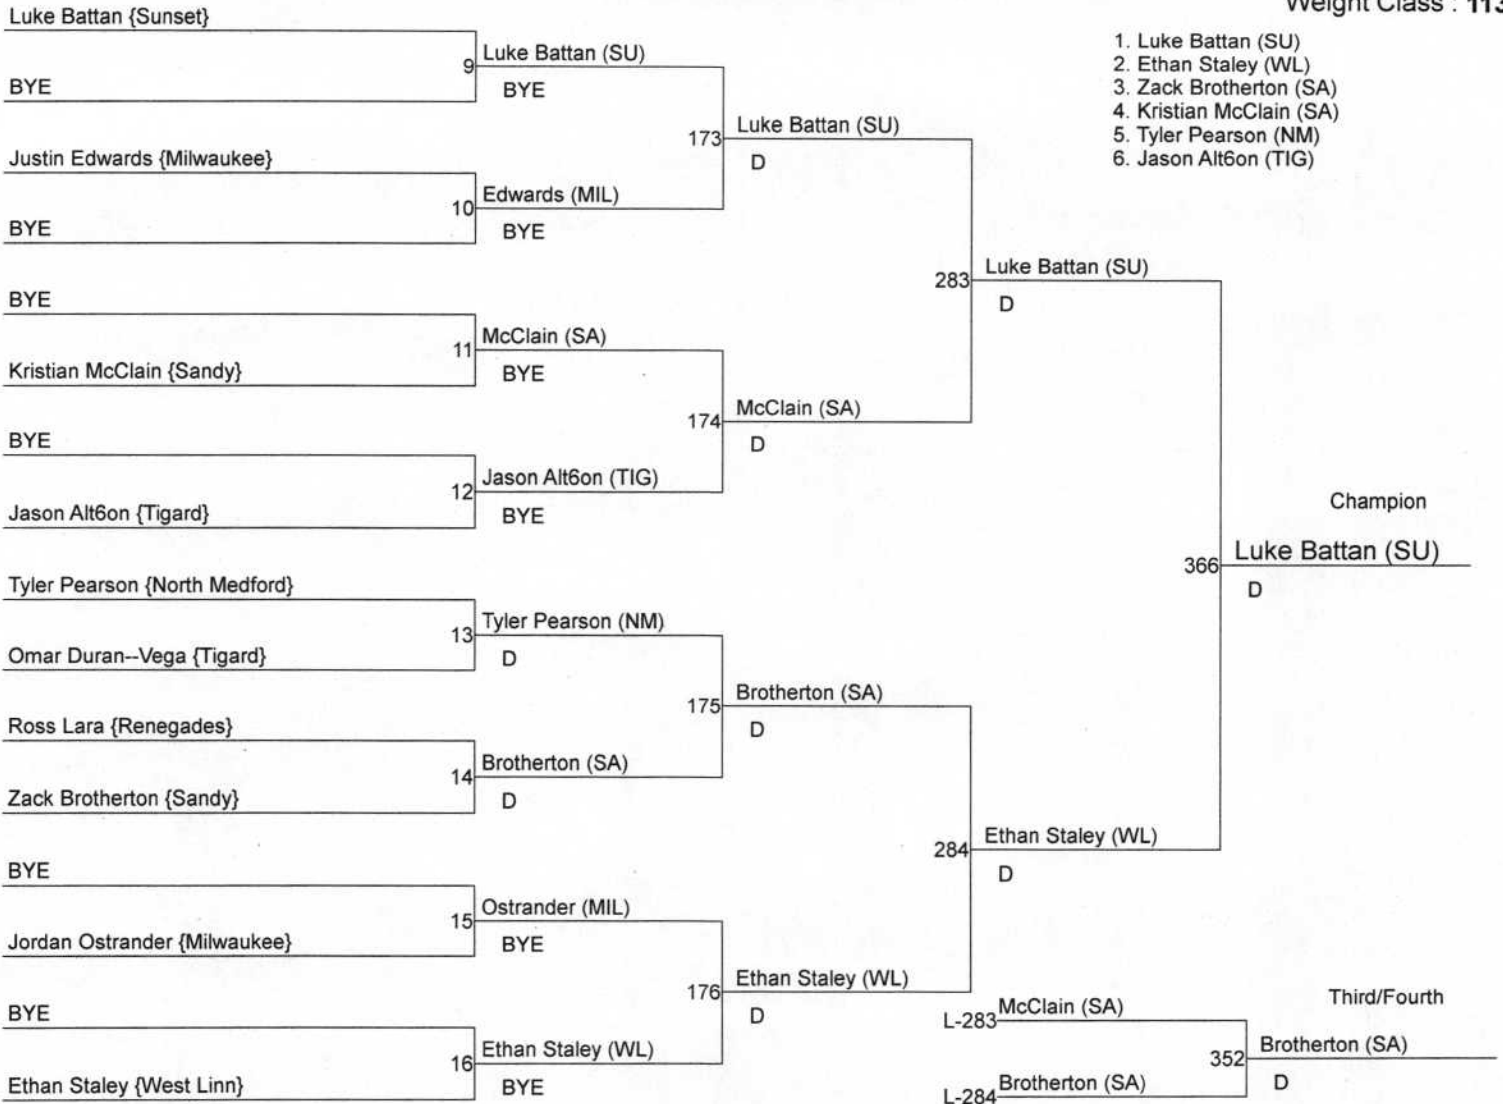 Weight Class : 113
1. Luke Battan (SU)
2. Ethan Staley (WL)
3. Zack Brotherton (SA)
4. Kristian McClain (SA)
5. Tyler Pearson (NM)
6. Jason Alt6on (TIG)
Luke Battan {Sunset}
BYE
Justin Edwards {Milwaukee}
BYE
BYE
Kristian McClain {Sandy}
BYE
Jason Alt6on {Tigard}
Tyler Pearson {North Medford}
Omar Duran--Vega {Tigard}
Ross Lara {Renegades}
Zack Brotherton {Sandy}
BYE
Jordan Ostrander {Milwaukee}
BYE
Ethan Staley {West Linn}
9 Luke Battan (SU)
BYE
10 Edwards (MIL)
BYE
11 McClain (SA)
BYE
12 Jason Alt6on (TIG)
BYE
13 Tyler Pearson (NM)
D
14 Brotherton (SA)
D
15 Ostrander (MIL)
BYE
16 Ethan Staley (WL)
BYE
173 Luke Battan (SU)
D
174 McClain (SA)
D
175 Brotherton (SA)
D
176 Ethan Staley (WL)
D
283 Luke Battan (SU)
D
284 Ethan Staley (WL)
D
Champion
366 Luke Battan (SU)
D
Third/Fourth
L-283 McClain (SA)
L-284 Brotherton (SA)
352 Brotherton (SA)
D